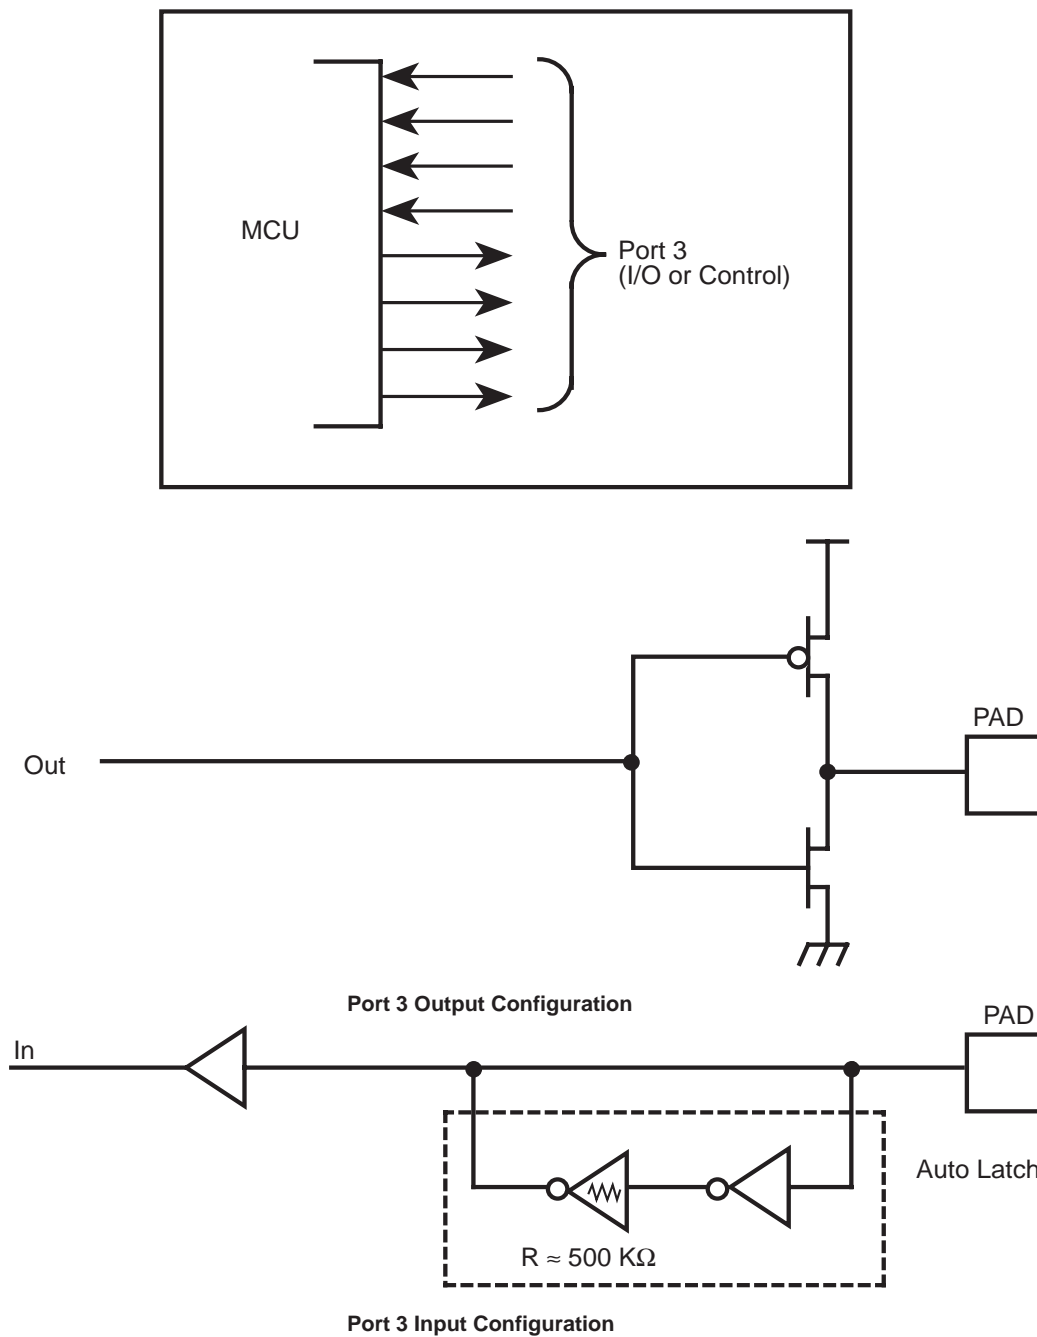 MCU
Port 3
(I/O or Control)
PAD
Out
Port 3 Output Configuration
PAD
In
Auto Latch
R ≈ 500 KΩ
Port 3 Input Configuration